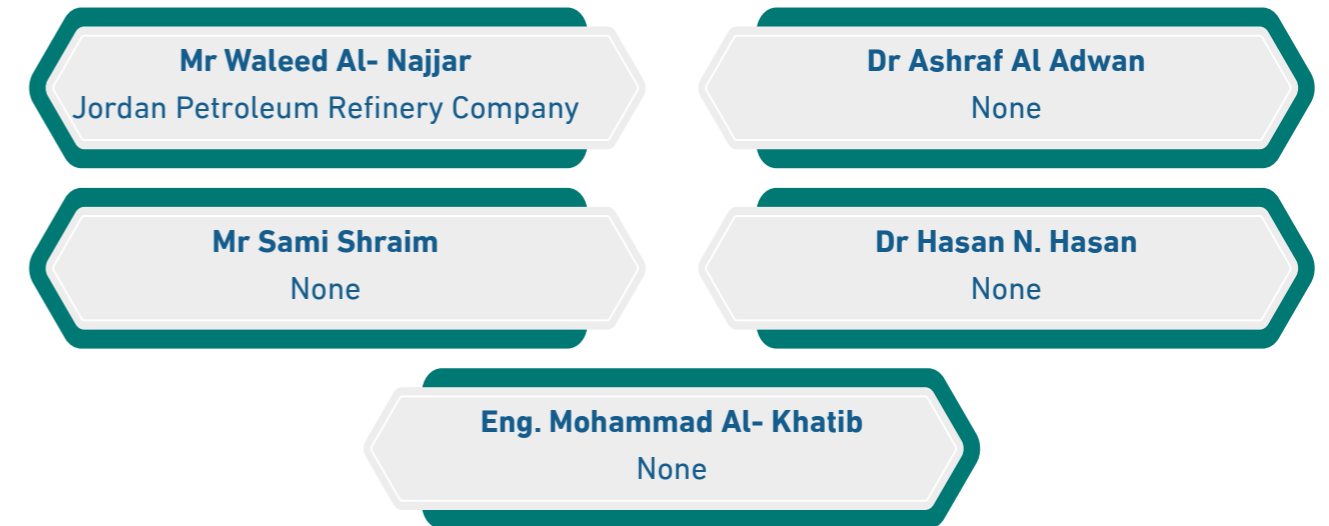 Mr Waleed Al- Najjar
Jordan Petroleum Refinery Company
Dr Ashraf Al Adwan
None
Mr Sami Shraim
None
Dr Hasan N. Hasan
None
Eng. Mohammad Al- Khatib
None